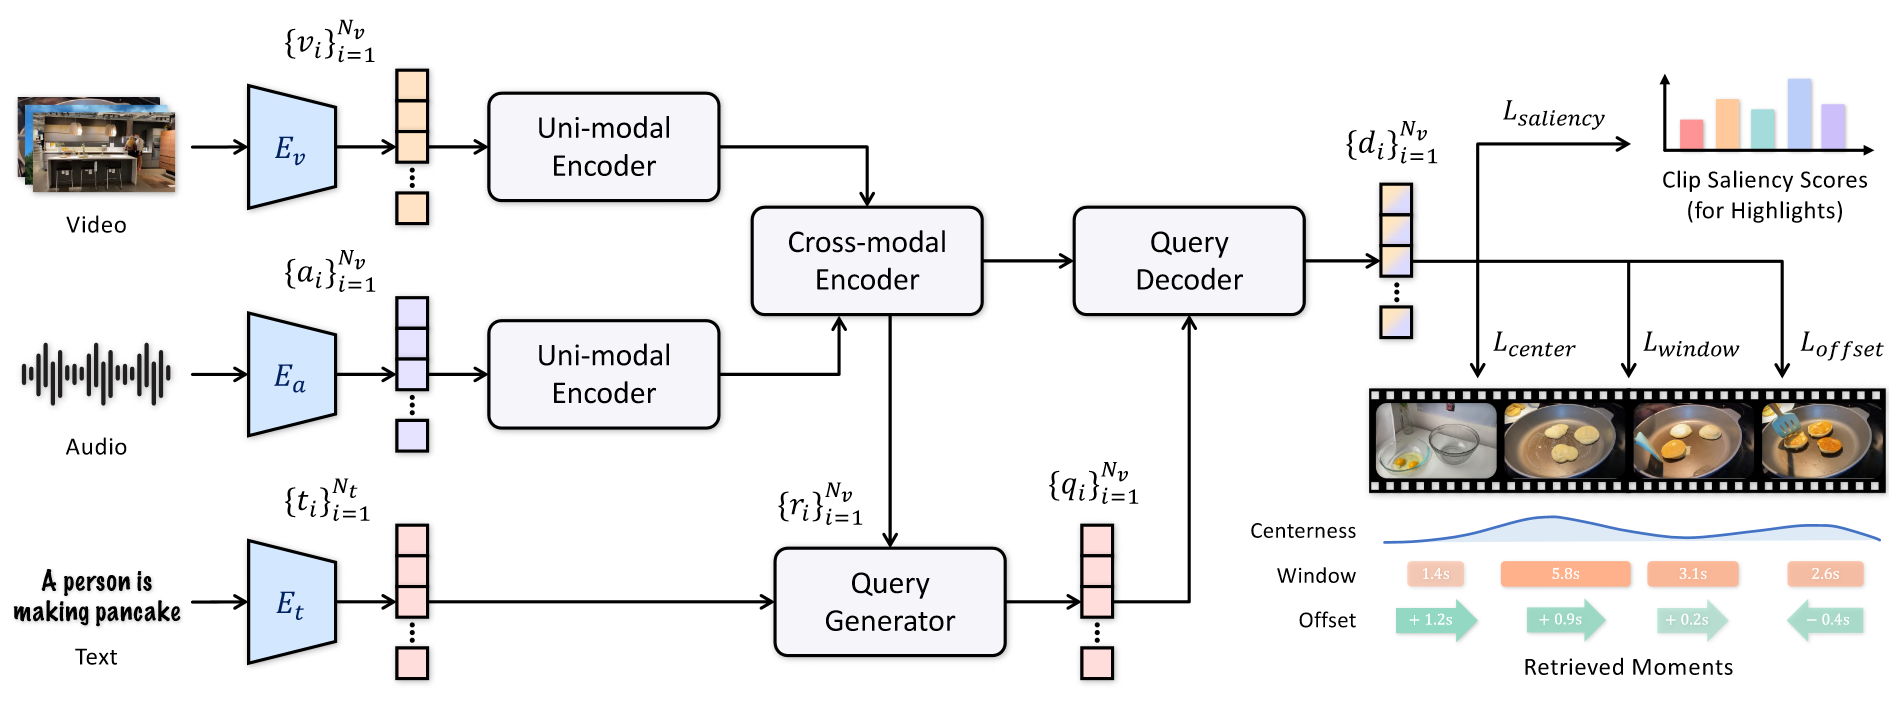 {v_i}_{i=1}^{N_v}
E_v
Uni-modal
Encoder
Video
{a_i}_{i=1}^{N_v}
E_a
Uni-modal
Encoder
Audio
{t_i}_{i=1}^{N_t}
E_t
A person is
making pancake
Text
Cross-modal
Encoder
{r_i}_{i=1}^{N_v}
Query
Generator
{q_i}_{i=1}^{N_v}
Query
Decoder
{d_i}_{i=1}^{N_v}
L_{saliency}
Clip Saliency Scores
(for Highlights)
L_{center}
L_{window}
L_{offset}
Centerness
Window
1.4s 5.8s 3.1s 2.6s
Offset
+ 1.2s + 0.9s + 0.2s − 0.4s
Retrieved Moments